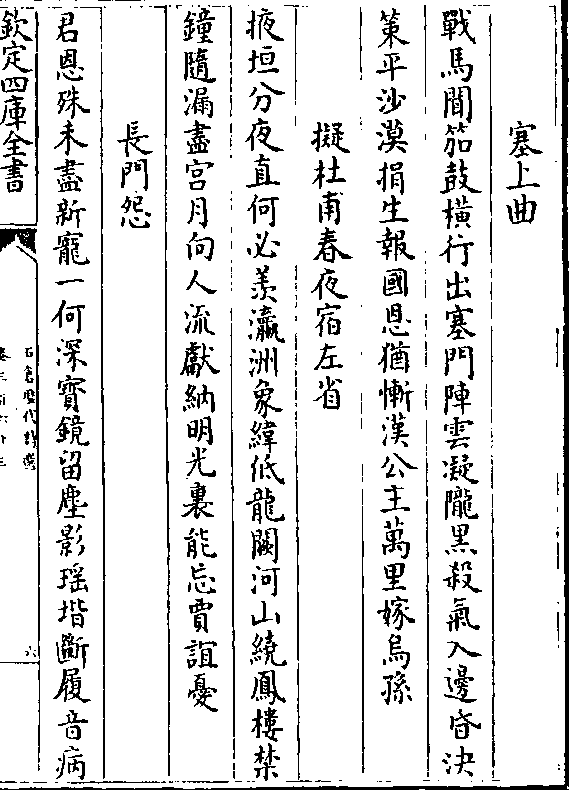 塞上曲
戰馬聞笳鼓橫行出塞門陣雲凝隴黑殺氣入邊昏決
策平沙漠捐生報國恩猶慚漢公主萬里嫁烏孫
擬杜甫春夜宿左省
掖垣分夜直何必羨瀛洲象緯低龍闕河山繞鳳樓禁
鐘隨漏盡宮月向人流獻納明光裏能忘賈誼憂
長門怨
君恩殊未盡新寵一何深寶鏡留塵影瑶堦斷履音病
欽定四庫全書
石倉歴代詩選
卷三百六十三
六